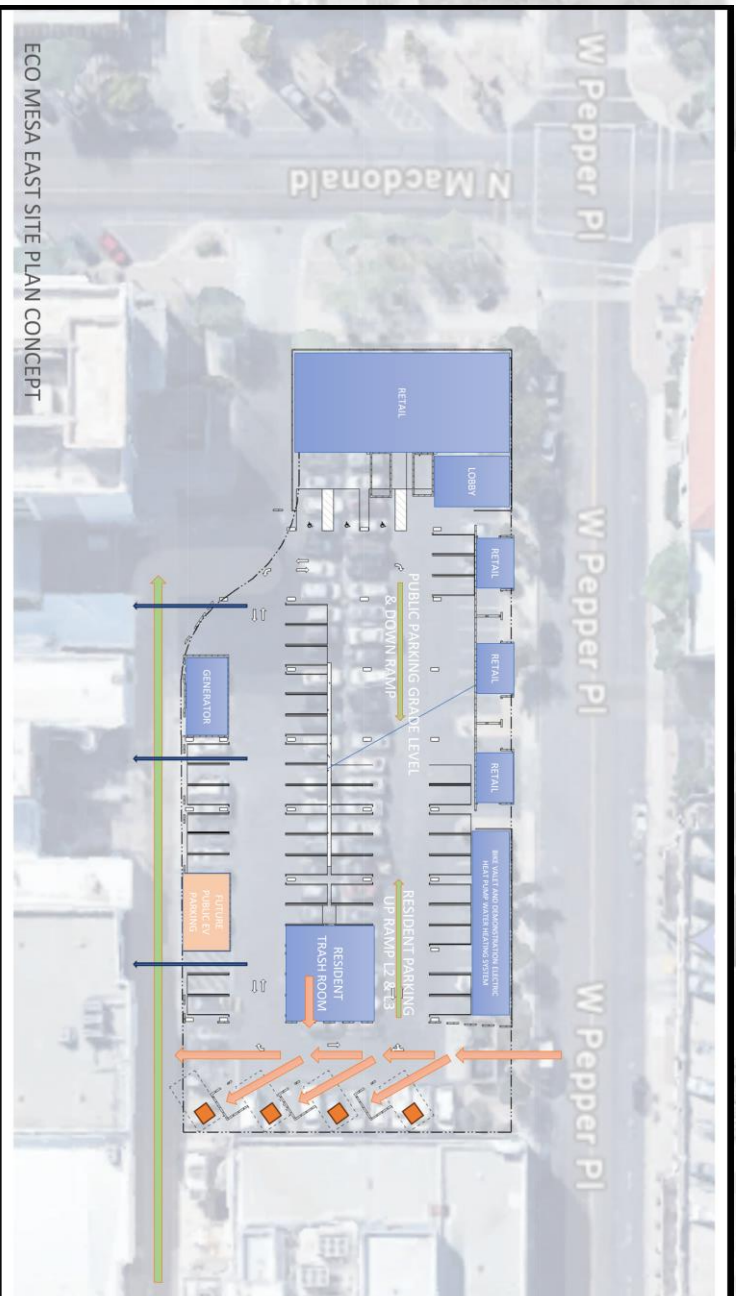 ECO MESA EAST SITE PLAN CONCEPT
W Pepper Pl
W Pepper Pl
W Pepper Pl
W Pepper Pl
N Macdonald
RETAIL
LOBBY
RETAIL
RETAIL
RETAIL
BIKE VALET AND DEMONSTRATION ELECTRIC
HEAT PUMP WATER HEATING SYSTEM
PUBLIC PARKING GRADE LEVEL
& DOWN RAMP
RESIDENT PARKING
UP RAMP L2 & L3
RESIDENT
TRASH ROOM
GENERATOR
FUTURE
PUBLIC EV
PARKING